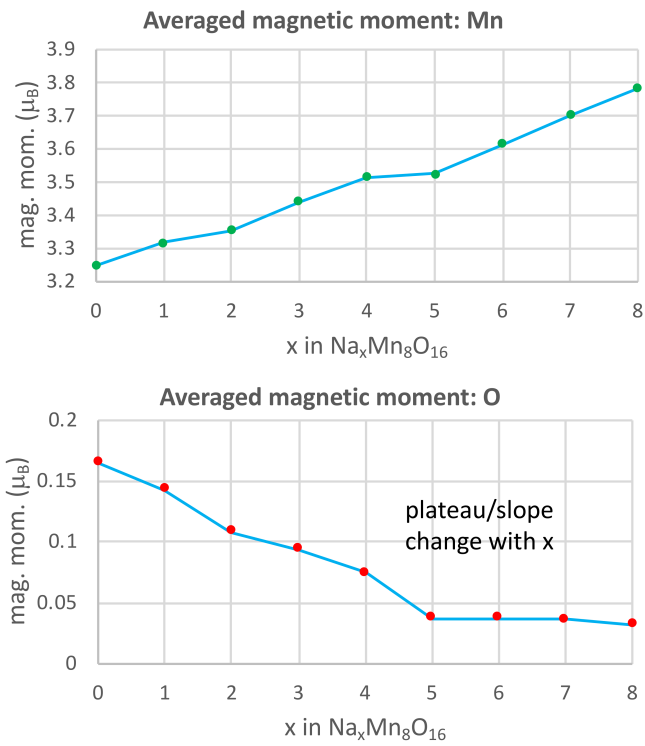 Averaged magnetic moment: Mn
mag. mom. (μB)
3.9
3.8
3.7
3.6
3.5
3.4
3.3
3.2
0 1 2 3 4 5 6 7 8
x in NaxMn8O16
Averaged magnetic moment: O
mag. mom. (μB)
0.2
0.15
0.1
0.05
0
plateau/slope
change with x
0 1 2 3 4 5 6 7 8
x in NaxMn8O16